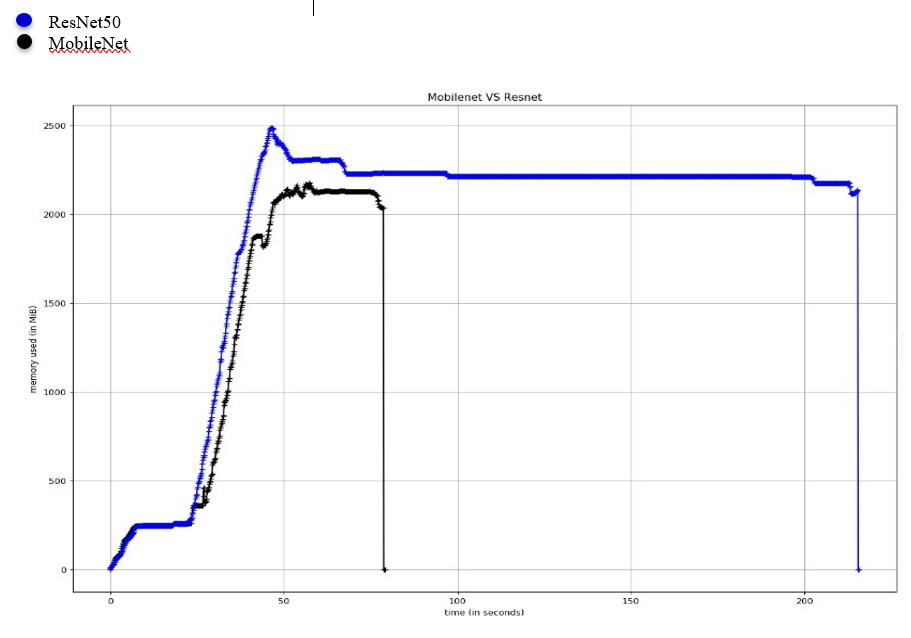 ResNet50
MobileNet
Mobilenet VS Resnet
2500
2000
1500
1000
500
0
memory used (in MiB)
0 50 100 150 200
time (in seconds)